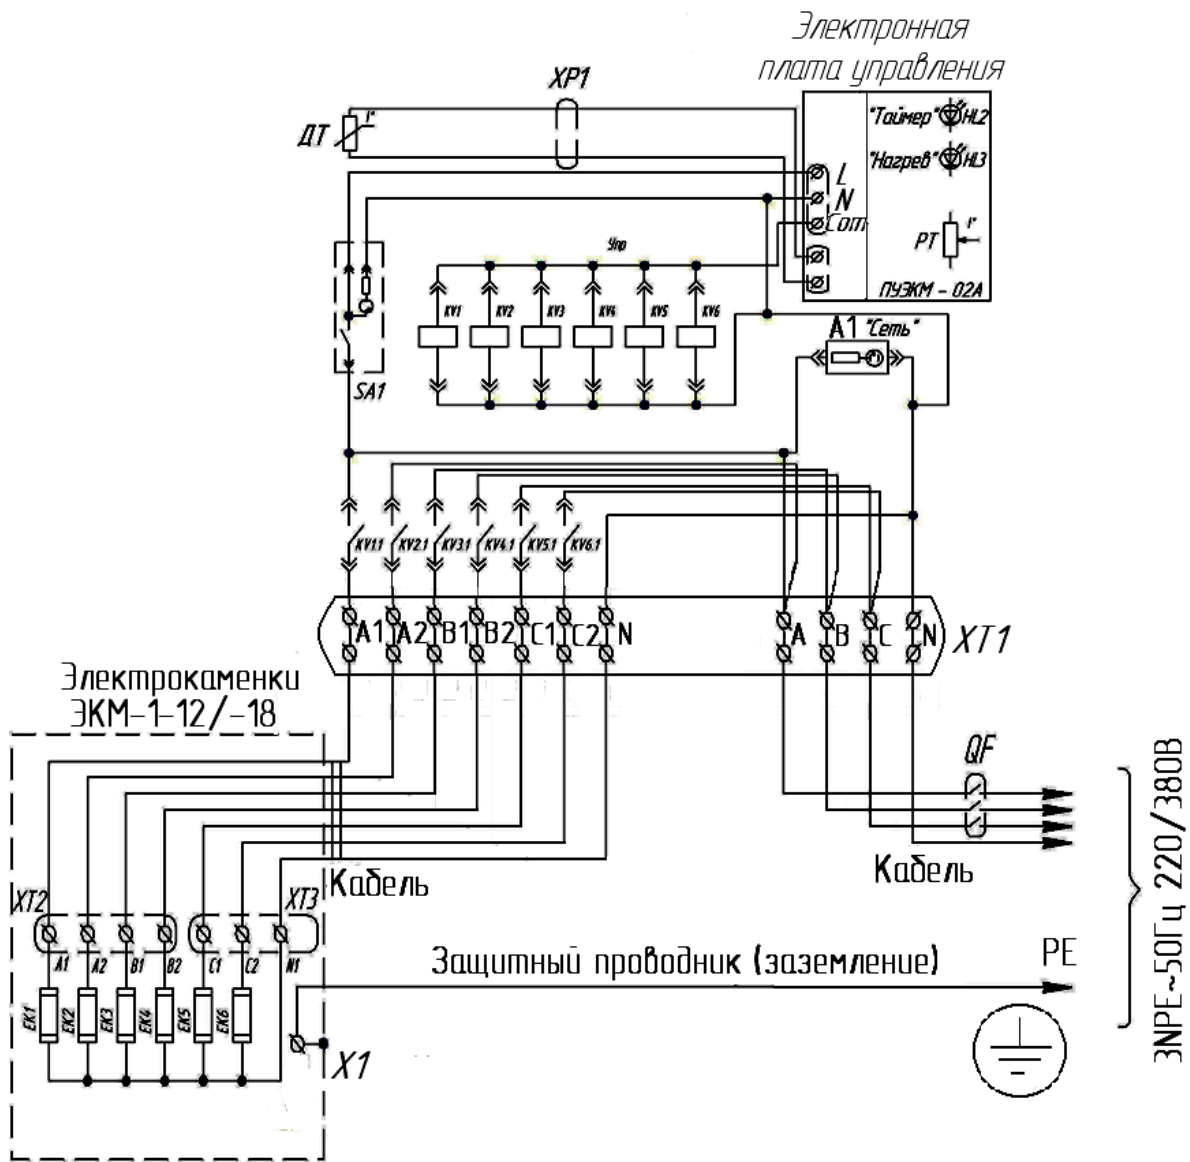 Электронная
плата управления
XP1
ДТ
t°
"Таймер" HL2
"Нагрев" HL3
L
N
Com
РТ
t°
ПУЭКМ - 02А
Упр
KV1 KV2 KV3 KV4 KV5 KV6
A1 "Сеть"
SA1
KV1.1 KV2.1 KV3.1 KV4.1 KV5.1 KV6.1
A1 A2 B1 B2 C1 C2 N A B C N
XT1
Электрокаменки
ЭКМ-1-12/-18
QF
Кабель
Кабель
XT2
XT3
A1 A2 B1 B2 C1 C2 N1
EK1 EK2 EK3 EK4 EK5 EK6
X1
Защитный проводник (заземление)
PE
3NPE~50Гц 220/380В